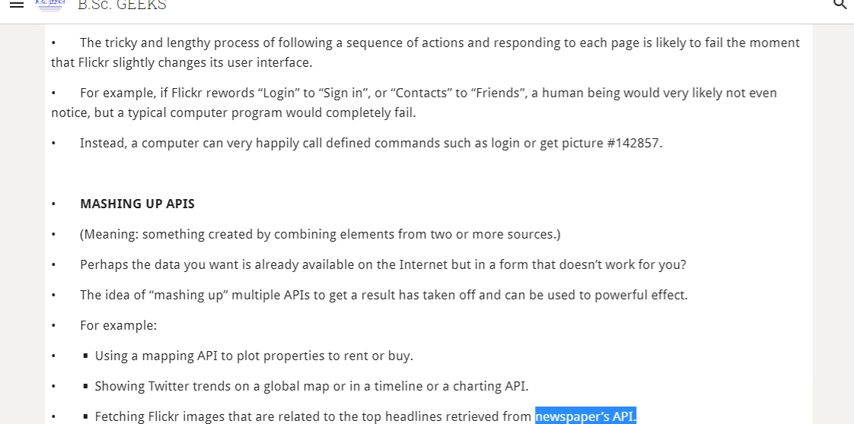 B.Sc. GEEKS
• The tricky and lengthy process of following a sequence of actions and responding to each page is likely to fail the moment
that Flickr slightly changes its user interface.
• For example, if Flickr rewords “Login” to “Sign in”, or “Contacts” to “Friends”, a human being would very likely not even
notice, but a typical computer program would completely fail.
• Instead, a computer can very happily call defined commands such as login or get picture #142857.
• MASHING UP APIS
• (Meaning: something created by combining elements from two or more sources.)
• Perhaps the data you want is already available on the Internet but in a form that doesn’t work for you?
• The idea of “mashing up” multiple APIs to get a result has taken off and can be used to powerful effect.
• For example:
• ▪ Using a mapping API to plot properties to rent or buy.
• ▪ Showing Twitter trends on a global map or in a timeline or a charting API.
• ▪ Fetching Flickr images that are related to the top headlines retrieved from newspaper’s API.